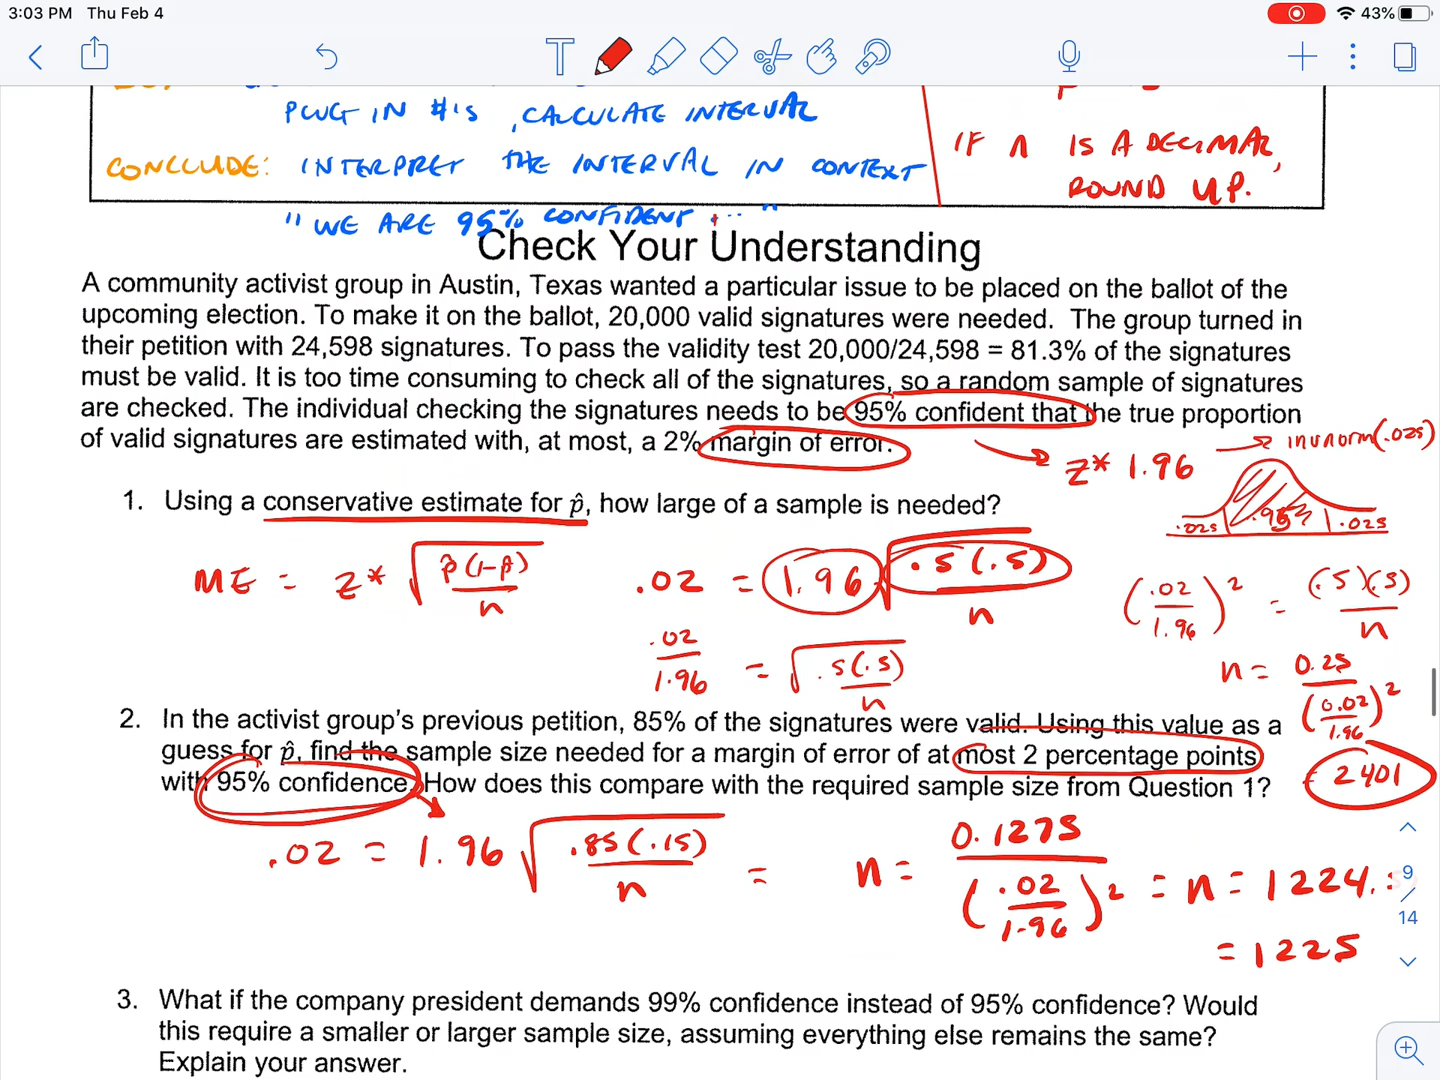 3:03 PM Thu Feb 4
43%
PLUG IN #'S, CALCULATE INTERVAL
CONCLUDE: INTERPRET THE INTERVAL IN CONTEXT
IF n IS A DECIMAL,
ROUND UP.
"WE ARE 95% CONFIDENT ..."
Check Your Understanding
A community activist group in Austin, Texas wanted a particular issue to be placed on the ballot of the
upcoming election. To make it on the ballot, 20,000 valid signatures were needed. The group turned in
their petition with 24,598 signatures. To pass the validity test 20,000/24,598 = 81.3% of the signatures
must be valid. It is too time consuming to check all of the signatures, so a random sample of signatures
are checked. The individual checking the signatures needs to be 95% confident that the true proportion
of valid signatures are estimated with, at most, a 2% margin of error.
z* 1.96
invnorm(.025)
.025 .95 .025
1. Using a conservative estimate for p̂, how large of a sample is needed?
ME = z* √(p̂(1-p̂)/n)
.02 = 1.96 √(.5(.5)/n)
.02/1.96 = √(.5(.5)/n)
(.02/1.96)² = (.5)(.5)/n
n = 0.25/(0.02/1.96)²
= 2401
2. In the activist group's previous petition, 85% of the signatures were valid. Using this value as a
guess for p̂, find the sample size needed for a margin of error of at most 2 percentage points
with 95% confidence. How does this compare with the required sample size from Question 1?
.02 = 1.96 √(.85(.15)/n) = n = 0.1275/(.02/1.96)² = n = 1224.
= 1225
9/14
3. What if the company president demands 99% confidence instead of 95% confidence? Would
this require a smaller or larger sample size, assuming everything else remains the same?
Explain your answer.